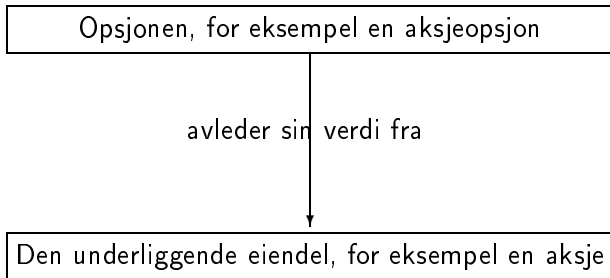 Opsjonen, for eksempel en aksjeopsjon
avleder sin verdi fra
Den underliggende eiendel, for eksempel en aksje